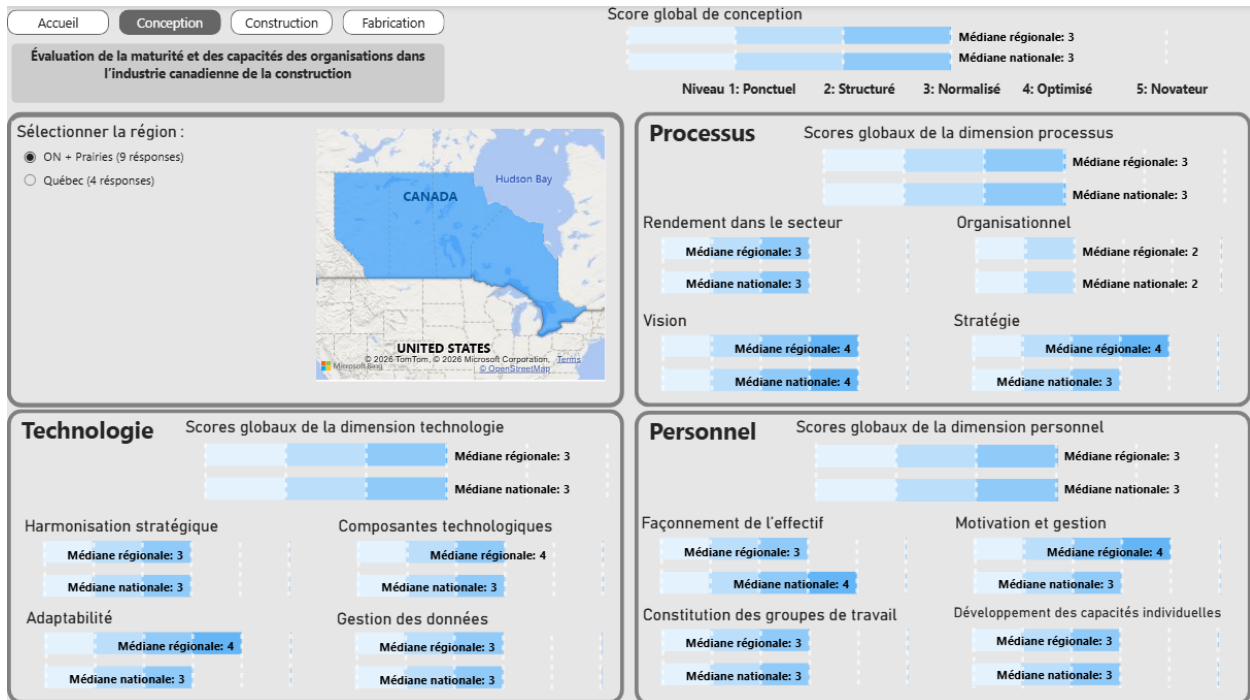 Accueil
Conception
Construction
Fabrication
Évaluation de la maturité et des capacités des organisations dans
l'industrie canadienne de la construction
Score global de conception
Médiane régionale: 3
Médiane nationale: 3
Niveau 1: Ponctuel 2: Structuré 3: Normalisé 4: Optimisé 5: Novateur
Sélectionner la région :
ON + Prairies (9 résponses)
Québec (4 résponses)
Hudson Bay
CANADA
UNITED STATES
© 2026 TomTom, © 2026 Microsoft Corporation, Terms
© OpenStreetMap
Microsoft Bing
Processus
Scores globaux de la dimension processus
Médiane régionale: 3
Médiane nationale: 3
Rendement dans le secteur
Médiane régionale: 3
Médiane nationale: 3
Organisationnel
Médiane régionale: 2
Médiane nationale: 2
Vision
Médiane régionale: 4
Médiane nationale: 4
Stratégie
Médiane régionale: 4
Médiane nationale: 3
Technologie
Scores globaux de la dimension technologie
Médiane régionale: 3
Médiane nationale: 3
Harmonisation stratégique
Médiane régionale: 3
Médiane nationale: 3
Composantes technologiques
Médiane régionale: 4
Médiane nationale: 3
Adaptabilité
Médiane régionale: 4
Médiane nationale: 3
Gestion des données
Médiane régionale: 3
Médiane nationale: 3
Personnel
Scores globaux de la dimension personnel
Médiane régionale: 3
Médiane nationale: 3
Façonnement de l'effectif
Médiane régionale: 3
Médiane nationale: 4
Motivation et gestion
Médiane régionale: 4
Médiane nationale: 3
Constitution des groupes de travail
Médiane régionale: 3
Médiane nationale: 3
Développement des capacités individuelles
Médiane régionale: 3
Médiane nationale: 3